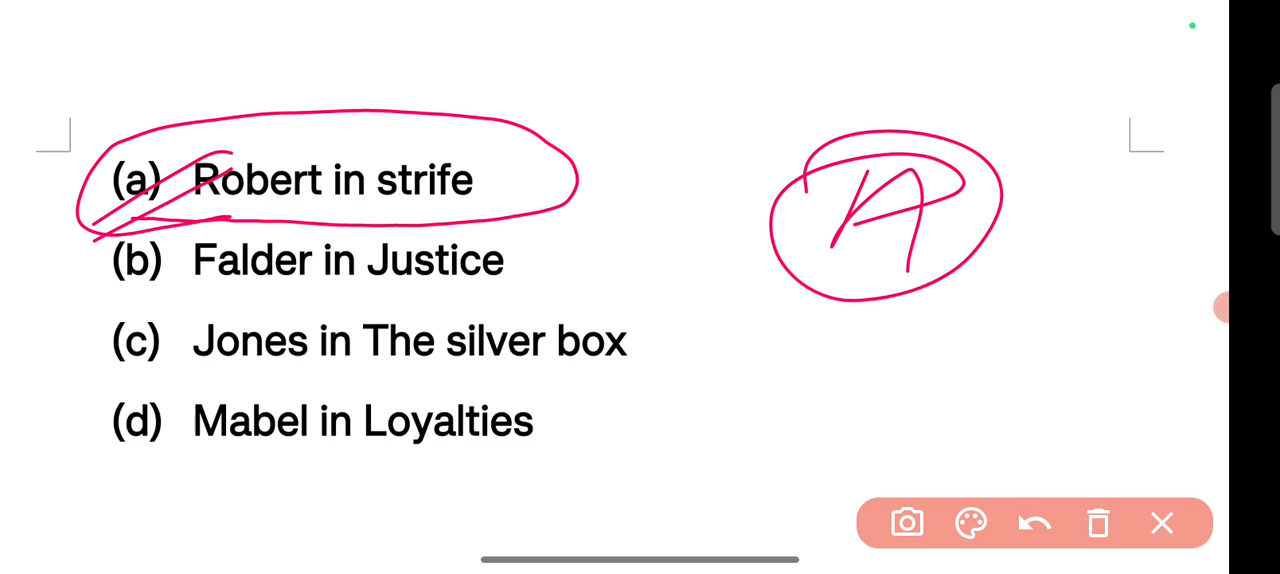 (a) Robert in strife
A
(b) Falder in Justice
(c) Jones in The silver box
(d) Mabel in Loyalties